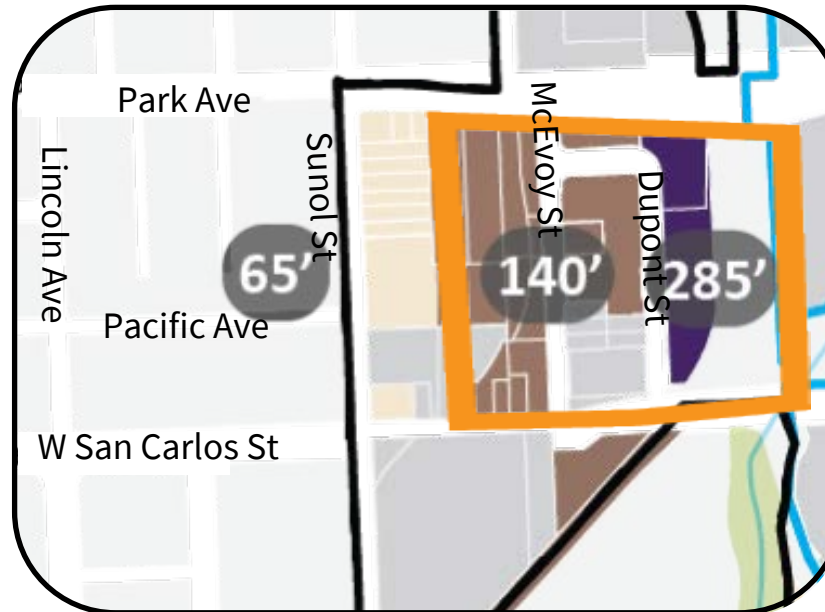 Park Ave
McEvoy St
Lincoln Ave
Sunol St
Dupont St
65’
140’
285’
Pacific Ave
W San Carlos St